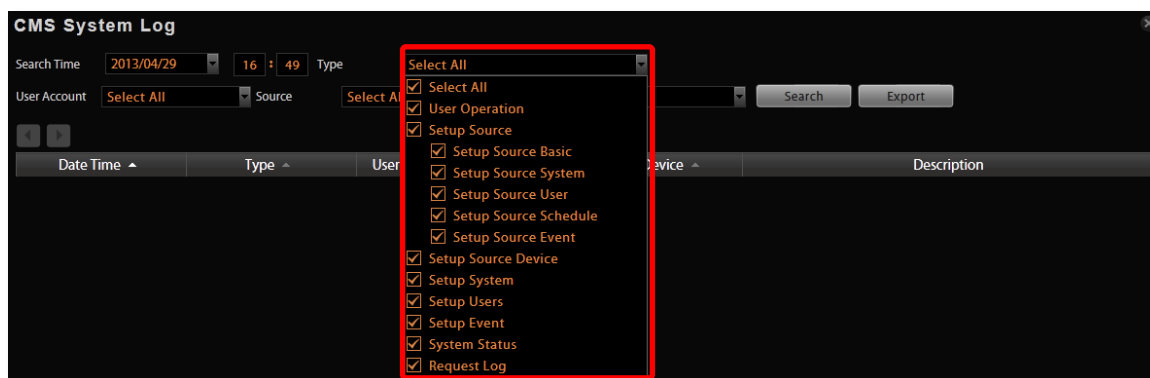 CMS System Log
Search Time 2013/04/29 16 : 49 Type Select All
User Account Select All Source Select Al Search Export
Date Time Type User Device Description
Select All
User Operation
Setup Source
Setup Source Basic
Setup Source System
Setup Source User
Setup Source Schedule
Setup Source Event
Setup Source Device
Setup System
Setup Users
Setup Event
System Status
Request Log